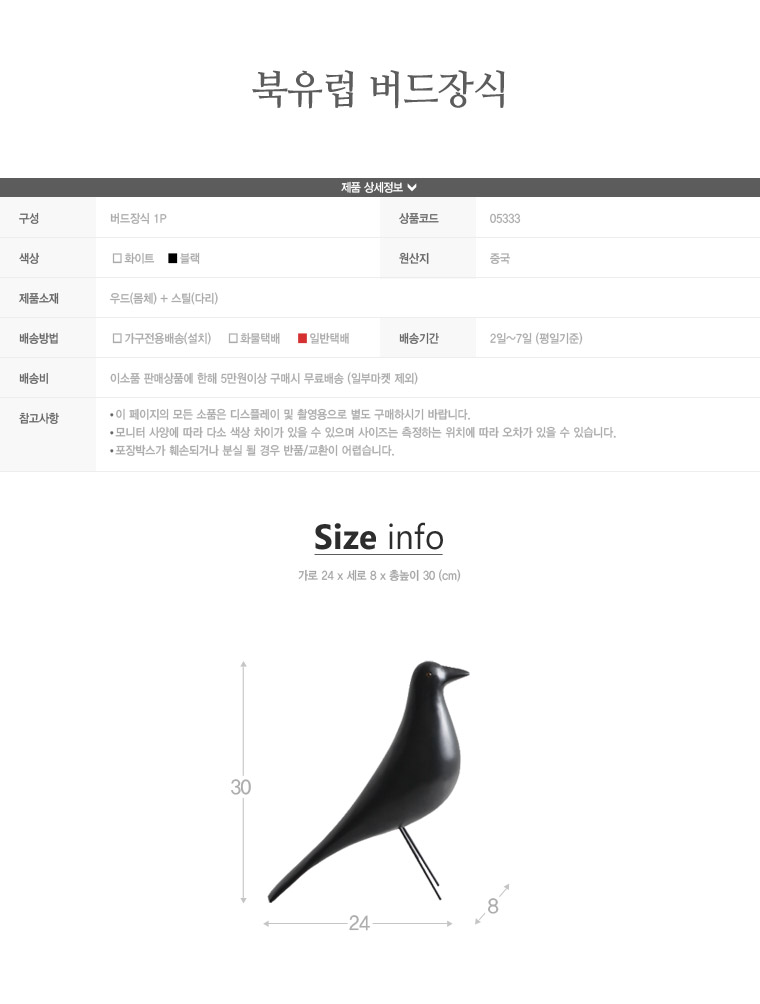 북유럽 버드장식
제품 상세정보
구성 버드장식 1P 상품코드 05333
색상 □ 화이트 ■ 블랙 원산지 중국
제품소재 우드(몸체) + 스틸(다리)
배송방법 □ 가구전용배송(설치) □ 화물택배 ■ 일반택배 배송기간 2일~7일 (평일기준)
배송비 이소품 판매상품에 한해 5만원이상 구매시 무료배송 (일부마켓 제외)
참고사항 •이 페이지의 모든 소품은 디스플레이 및 촬영용으로 별도 구매하시기 바랍니다.
•모니터 사양에 따라 다소 색상 차이가 있을 수 있으며 사이즈는 측정하는 위치에 따라 오차가 있을 수 있습니다.
•포장박스가 훼손되거나 분실 될 경우 반품/교환이 어렵습니다.
Size info
가로 24 x 세로 8 x 총높이 30 (cm)
30
8
24